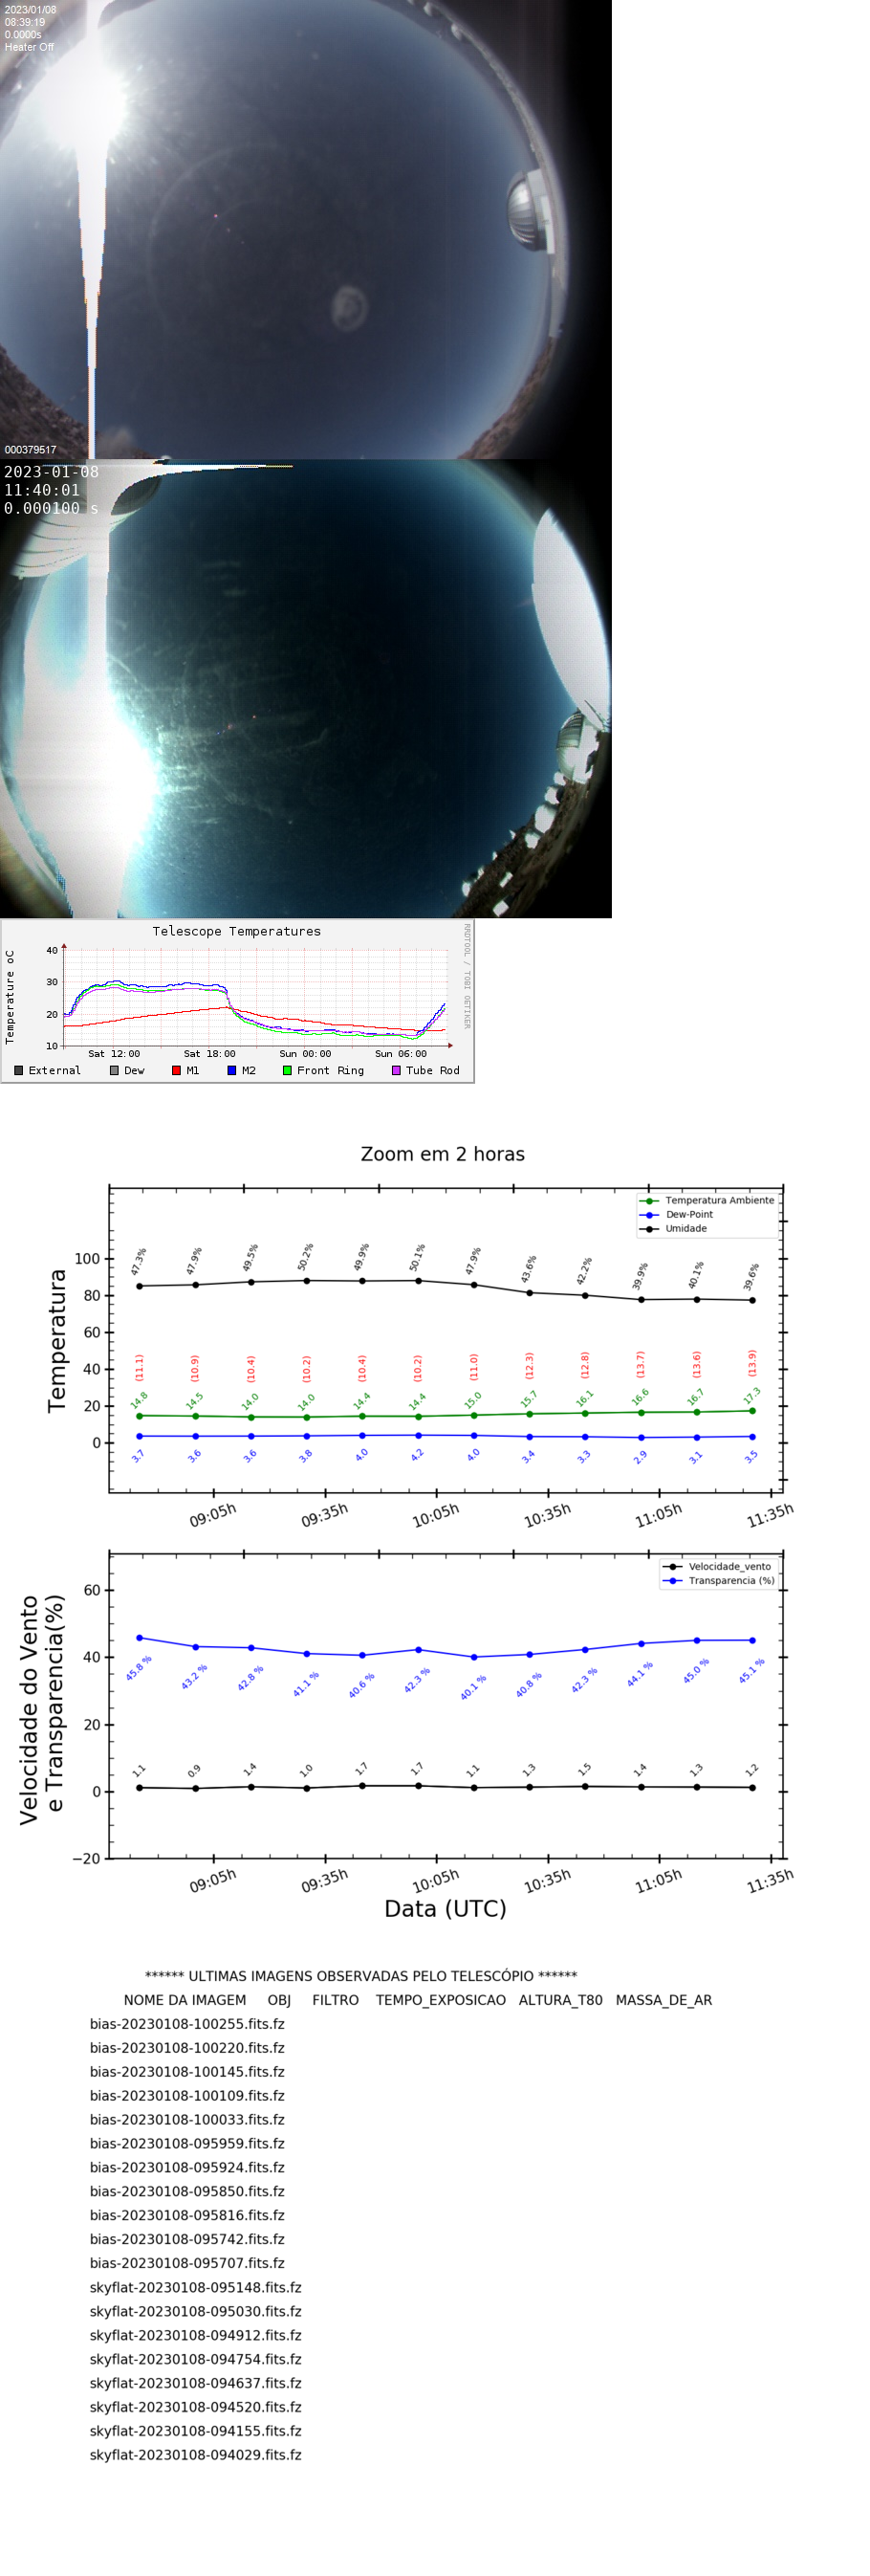 2023/01/08
08:39:19
0.0000s
Heater Off
000379517
2023-01-08
11:40:01
0.000100 s
Telescope Temperatures
RRDTOOL / TOBI OETIKER
Temperature oC
40
30
20
10
Sat 12:00 Sat 18:00 Sun 00:00 Sun 06:00
External Dew M1 M2 Front Ring Tube Rod
Zoom em 2 horas
Temperatura Ambiente
Dew-Point
Umidade
Temperatura
100
80
60
40
20
0
47.3% 47.9% 49.5% 50.2% 49.9% 50.1% 47.9% 43.6% 42.2% 39.9% 40.1% 39.6%
(11.1) (10.9) (10.4) (10.2) (10.4) (10.2) (11.0) (12.3) (12.8) (13.7) (13.6) (13.9)
14.8 14.5 14.0 14.0 14.4 14.4 15.0 15.7 16.1 16.6 16.7 17.3
3.7 3.6 3.6 3.8 4.0 4.2 4.0 3.4 3.3 2.9 3.1 3.5
09:05h 09:35h 10:05h 10:35h 11:05h 11:35h
Velocidade_vento
Transparencia (%)
Velocidade do Vento
e Transparencia(%)
60
40
20
0
−20
45.8 % 43.2 % 42.8 % 41.1 % 40.6 % 42.3 % 40.1 % 40.8 % 42.3 % 44.1 % 45.0 % 45.1 %
1.1 0.9 1.4 1.0 1.7 1.7 1.1 1.3 1.5 1.4 1.3 1.2
09:05h 09:35h 10:05h 10:35h 11:05h 11:35h
Data (UTC)
****** ULTIMAS IMAGENS OBSERVADAS PELO TELESCÓPIO ******
NOME DA IMAGEM OBJ FILTRO TEMPO_EXPOSICAO ALTURA_T80 MASSA_DE_AR
bias-20230108-100255.fits.fz
bias-20230108-100220.fits.fz
bias-20230108-100145.fits.fz
bias-20230108-100109.fits.fz
bias-20230108-100033.fits.fz
bias-20230108-095959.fits.fz
bias-20230108-095924.fits.fz
bias-20230108-095850.fits.fz
bias-20230108-095816.fits.fz
bias-20230108-095742.fits.fz
bias-20230108-095707.fits.fz
skyflat-20230108-095148.fits.fz
skyflat-20230108-095030.fits.fz
skyflat-20230108-094912.fits.fz
skyflat-20230108-094754.fits.fz
skyflat-20230108-094637.fits.fz
skyflat-20230108-094520.fits.fz
skyflat-20230108-094155.fits.fz
skyflat-20230108-094029.fits.fz